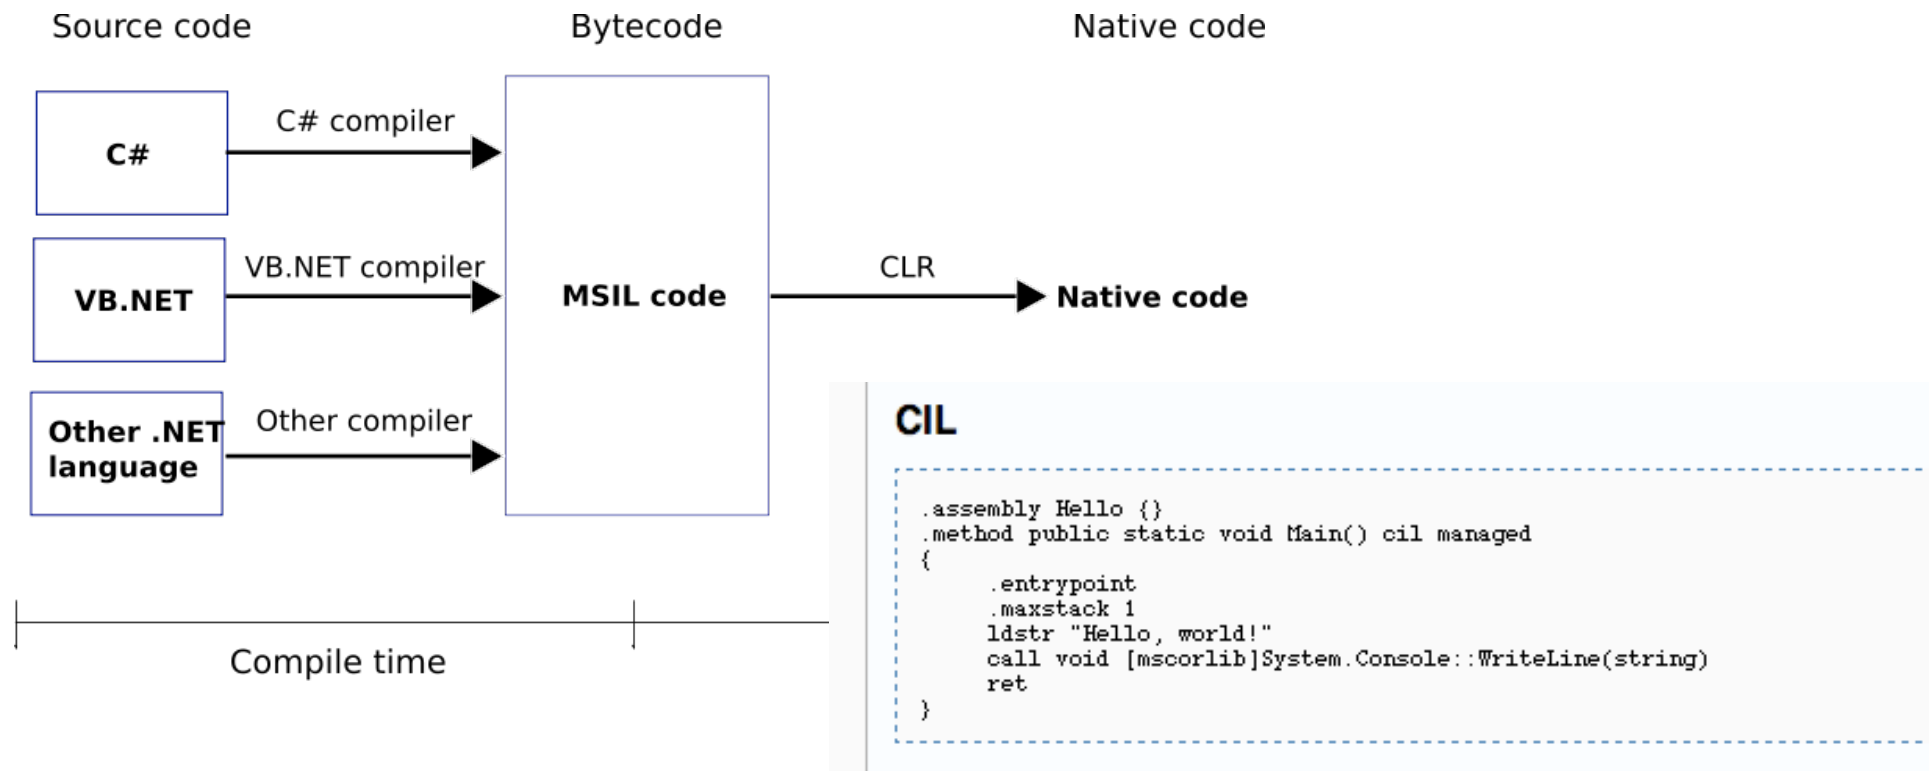 Source code
Bytecode
Native code
C# compiler
C#
VB.NET compiler
VB.NET
MSIL code
CLR
Native code
Other compiler
Other .NET
language
Compile time
CIL
.assembly Hello {}
.method public static void Main() cil managed
{
.entrypoint
.maxstack 1
ldstr "Hello, world!"
call void [mscorlib]System.Console::WriteLine(string)
ret
}